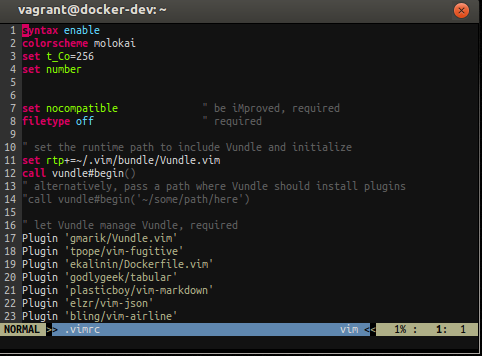 vagrant@docker-dev: ~
1 syntax enable
2 colorscheme molokai
3 set t_Co=256
4 set number
5
6
7 set nocompatible " be iMproved, required
8 filetype off " required
9
10 " set the runtime path to include Vundle and initialize
11 set rtp+=~/.vim/bundle/Vundle.vim
12 call vundle#begin()
13 " alternatively, pass a path where Vundle should install plugins
14 "call vundle#begin('~/some/path/here')
15
16 " let Vundle manage Vundle, required
17 Plugin 'gmarik/Vundle.vim'
18 Plugin 'tpope/vim-fugitive'
19 Plugin 'ekalinin/Dockerfile.vim'
20 Plugin 'godlygeek/tabular'
21 Plugin 'plasticboy/vim-markdown'
22 Plugin 'elzr/vim-json'
23 Plugin 'bling/vim-airline'
NORMAL >> .vimrc vim << 1% : 1: 1